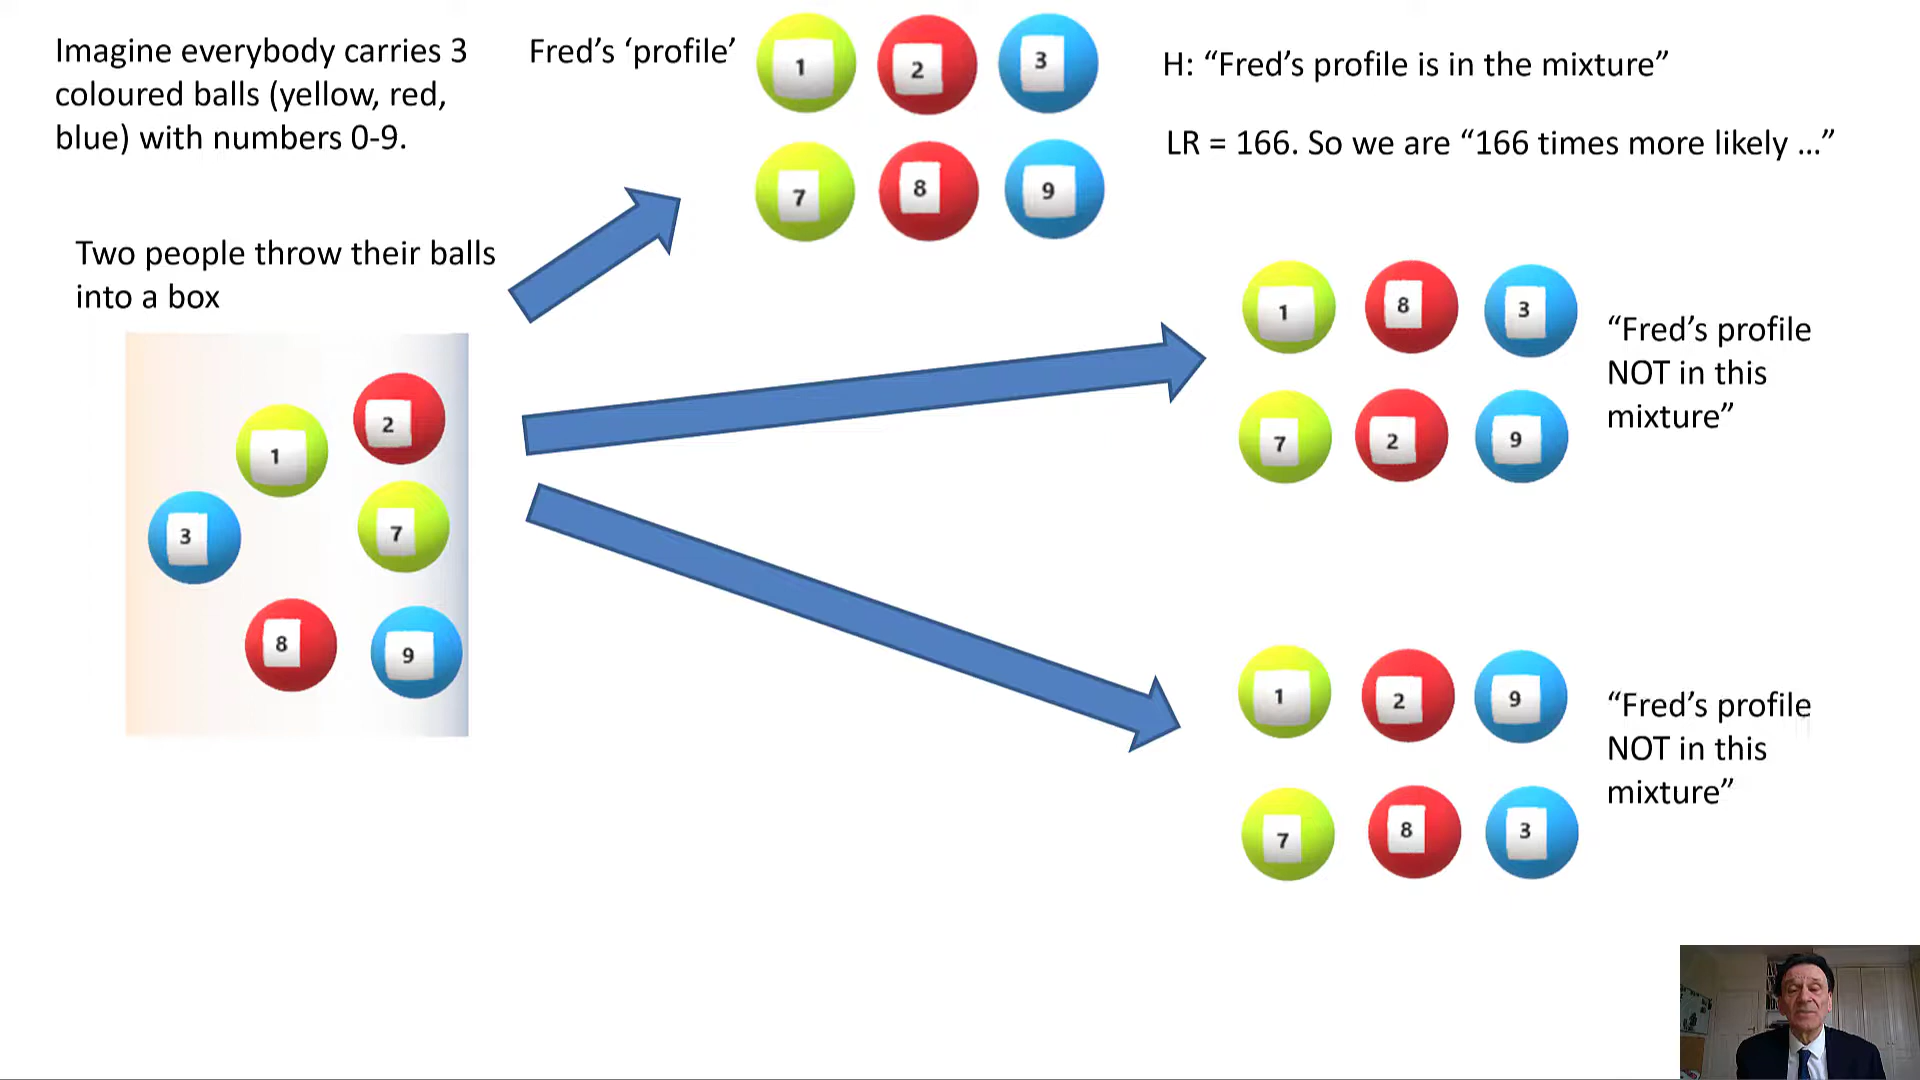 Imagine everybody carries 3
coloured balls (yellow, red,
blue) with numbers 0-9.
Fred’s ‘profile’
1 2 3
7 8 9
H: “Fred’s profile is in the mixture”
LR = 166. So we are “166 times more likely ...”
Two people throw their balls
into a box
2
1
3
7
8
9
1 8 3
7 2 9
“Fred’s profile
NOT in this
mixture”
1 2 9
7 8 3
“Fred’s profile
NOT in this
mixture”